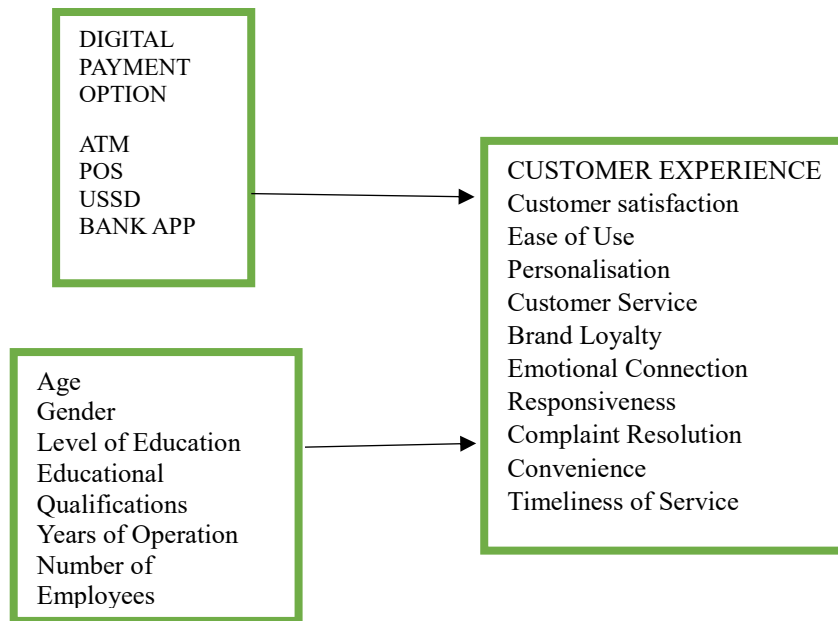 DIGITAL
PAYMENT
OPTION
ATM
POS
USSD
BANK APP
CUSTOMER EXPERIENCE
Customer satisfaction
Ease of Use
Personalisation
Customer Service
Brand Loyalty
Emotional Connection
Responsiveness
Complaint Resolution
Convenience
Timeliness of Service
Age
Gender
Level of Education
Educational
Qualifications
Years of Operation
Number of
Employees